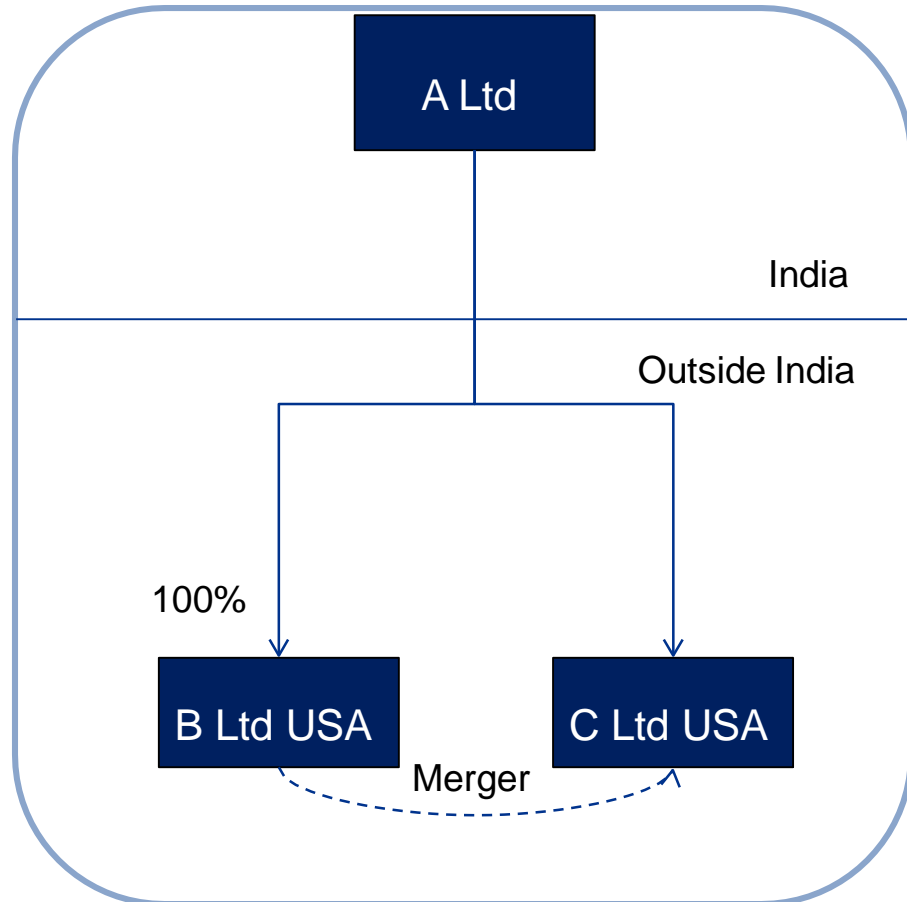 A Ltd
India
Outside India
100%
B Ltd USA
C Ltd USA
Merger